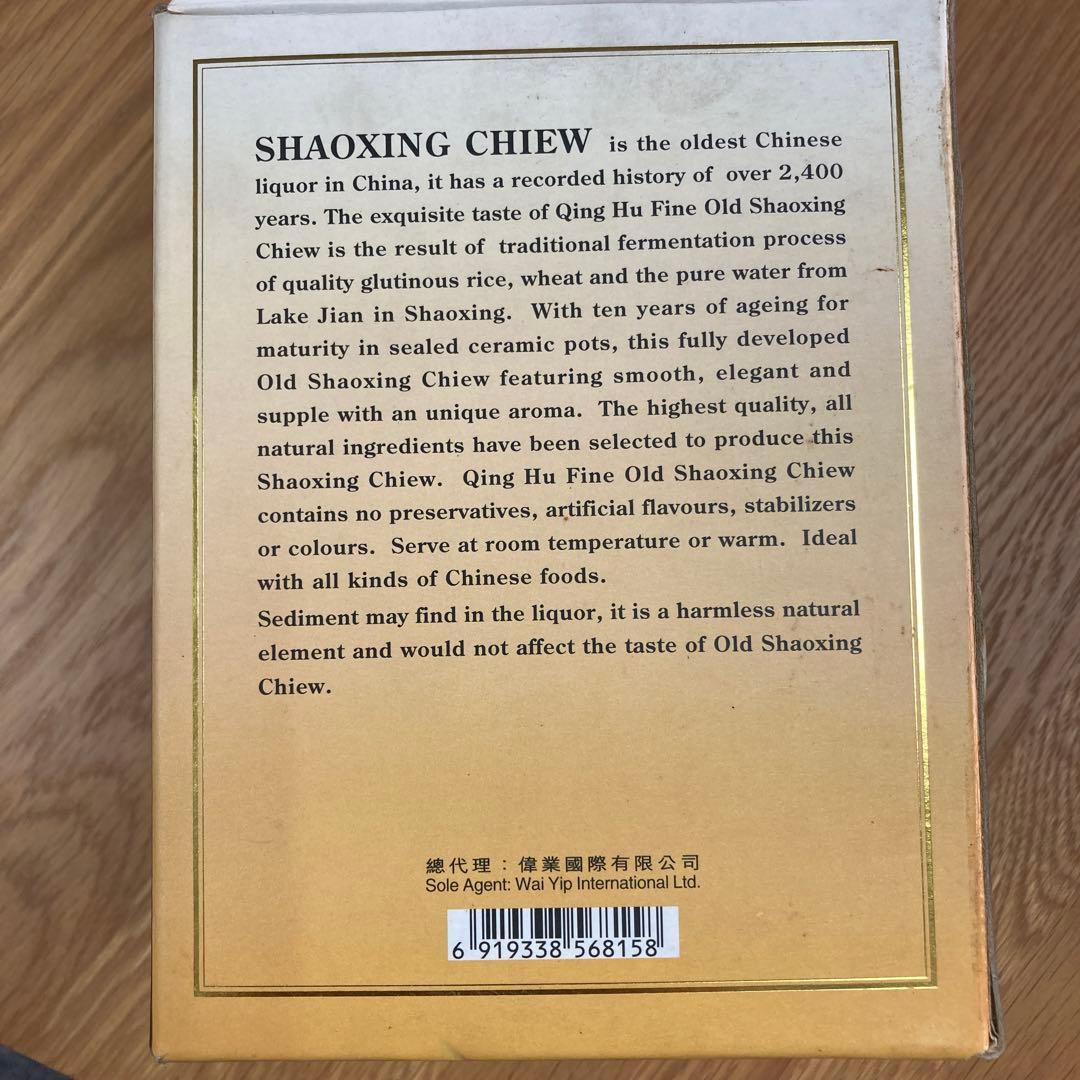 SHAOXING CHIEW is the oldest Chinese
liquor in China, it has a recorded history of over 2,400
years. The exquisite taste of Qing Hu Fine Old Shaoxing
Chiew is the result of traditional fermentation process
of quality glutinous rice, wheat and the pure water from
Lake Jian in Shaoxing. With ten years of ageing for
maturity in sealed ceramic pots, this fully developed
Old Shaoxing Chiew featuring smooth, elegant and
supple with an unique aroma. The highest quality, all
natural ingredients have been selected to produce this
Shaoxing Chiew. Qing Hu Fine Old Shaoxing Chiew
contains no preservatives, artificial flavours, stabilizers
or colours. Serve at room temperature or warm. Ideal
with all kinds of Chinese foods.
Sediment may find in the liquor, it is a harmless natural
element and would not affect the taste of Old Shaoxing
Chiew.
總代理：偉業國際有限公司
Sole Agent: Wai Yip International Ltd.
6 919338 568158